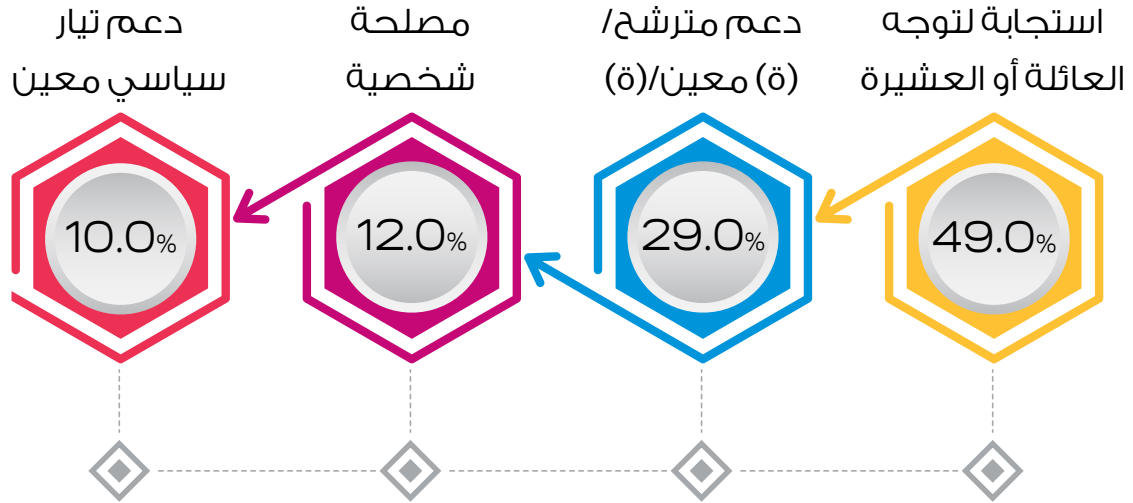 استجابة لتوجه
العائلة أو العشيرة
49.0%
دعم مترشح/
(ة) معين/(ة)
29.0%
مصلحة
شخصية
12.0%
دعم تيار
سياسي معين
10.0%